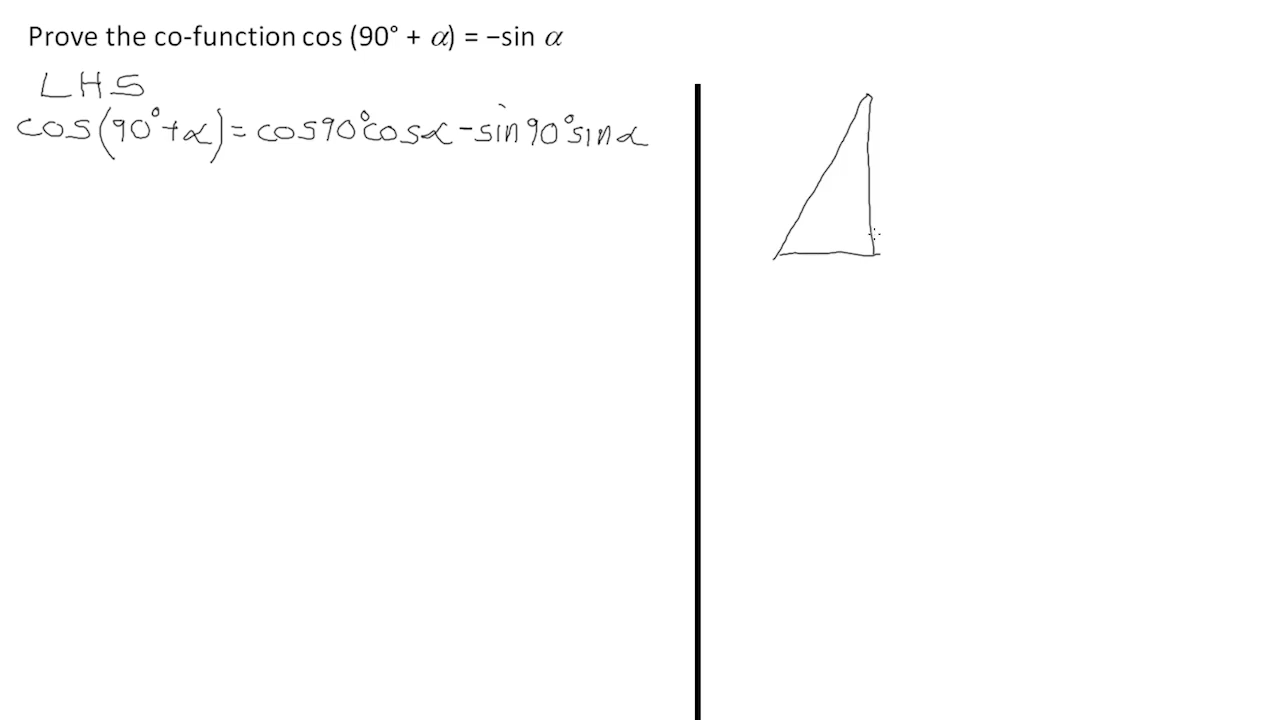 Prove the co-function cos (90° + α) = −sin α
LHS
cos(90°+α) = cos90°cosα - sin90°sinα